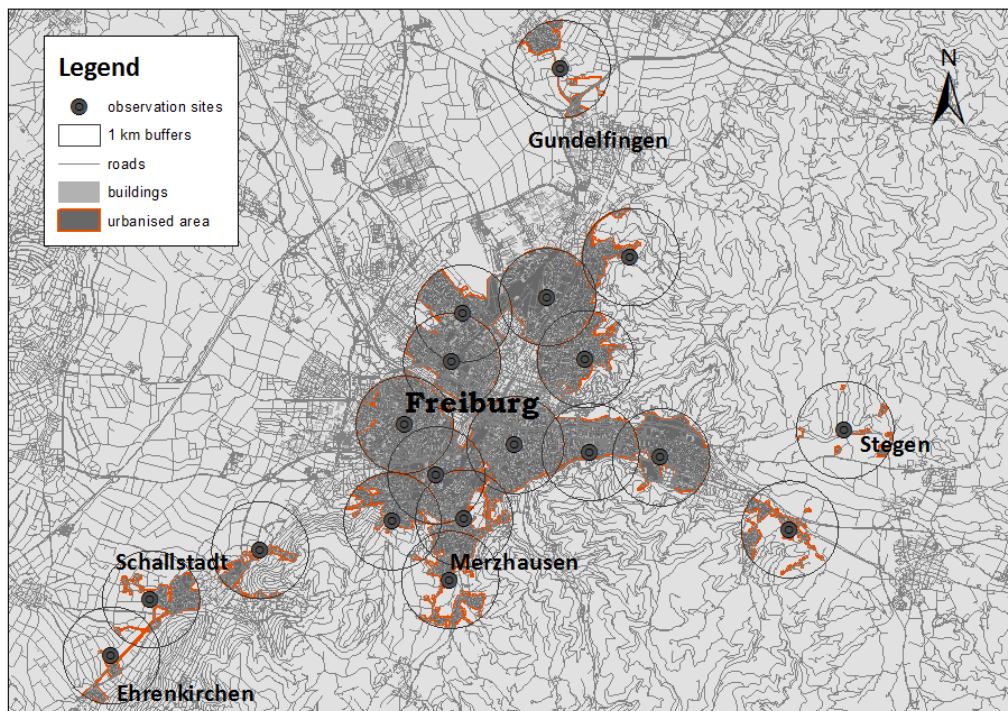 Legend
observation sites
1 km buffers
roads
buildings
urbanised area
N
Gundelfingen
Freiburg
Stegen
Schallstadt
Merzhausen
Ehrenkirchen